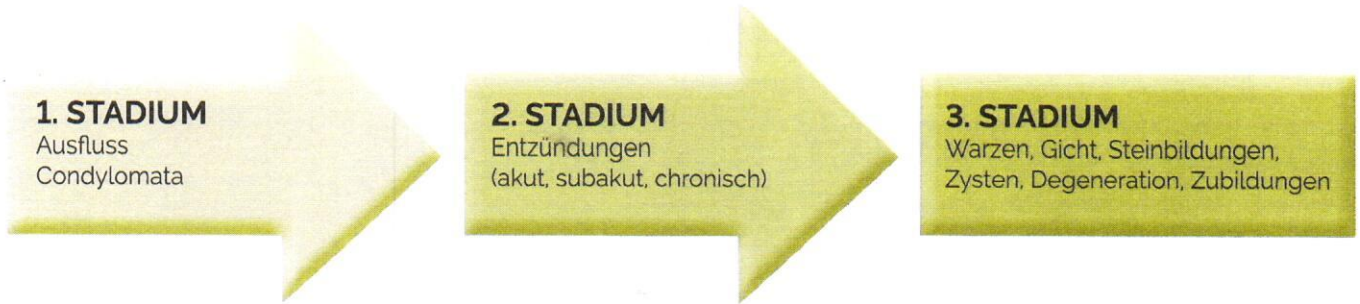 1. STADIUM
Ausfluss
Condylomata
2. STADIUM
Entzündungen
(akut, subakut, chronisch)
3. STADIUM
Warzen, Gicht, Steinbildungen,
Zysten, Degeneration, Zubildungen